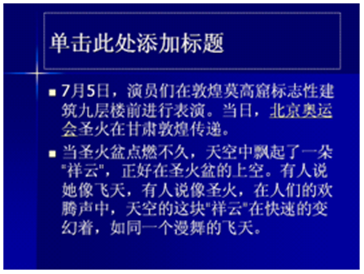 单击此处添加标题
7月5日，演员们在敦煌莫高窟标志性建
筑九层楼前进行表演。当日，北京奥运
会圣火在甘肃敦煌传递。
当圣火盆点燃不久，天空中飘起了一朵
"祥云"，正好在圣火盆的上空。有人说
她像飞天，有人说像圣火，在人们的欢
腾声中，天空的这块"祥云"在快速的变
幻着，如同一个漫舞的飞天。